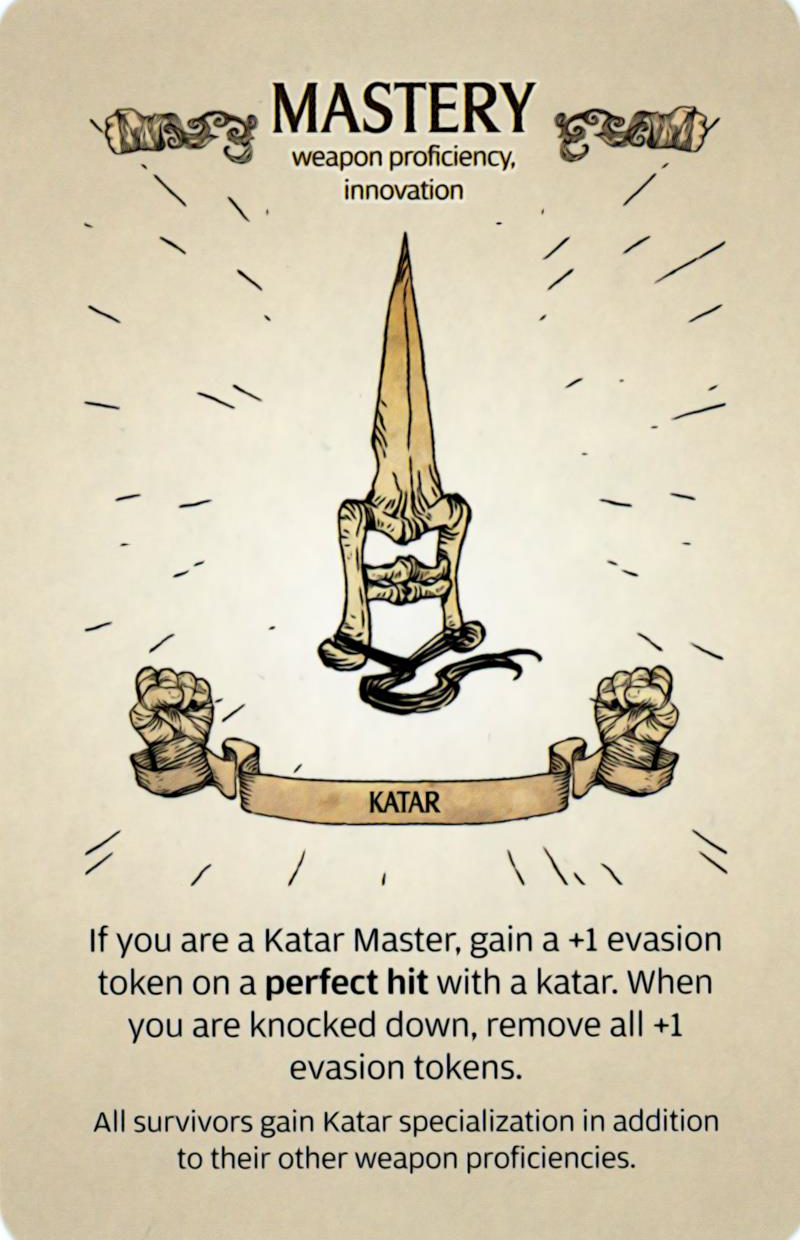 MASTERY
weapon proficiency,
innovation
KATAR
If you are a Katar Master, gain a +1 evasion
token on a perfect hit with a katar. When
you are knocked down, remove all +1
evasion tokens.
All survivors gain Katar specialization in addition
to their other weapon proficiencies.